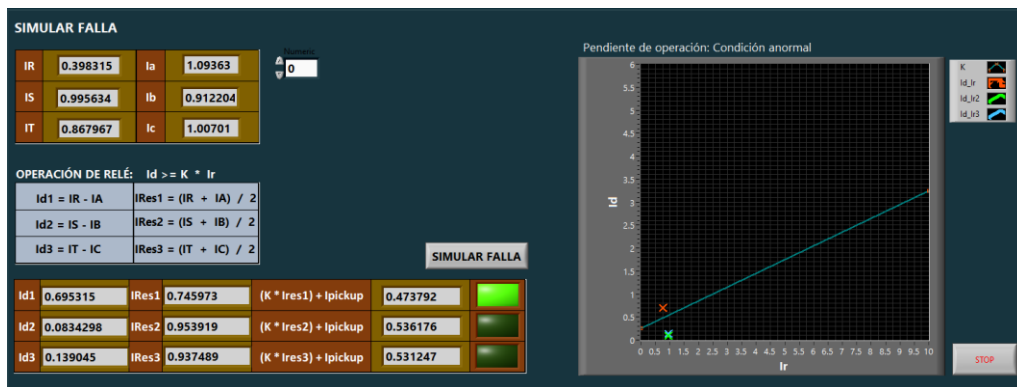 SIMULAR FALLA
IR 0.398315 Ia 1.09363
IS 0.995634 Ib 0.912204
IT 0.867967 Ic 1.00701
Numeric
0
OPERACIÓN DE RELÉ: Id >= K * Ir
Id1 = IR - IA IRes1 = (IR + IA) / 2
Id2 = IS - IB IRes2 = (IS + IB) / 2
Id3 = IT - IC IRes3 = (IT + IC) / 2
SIMULAR FALLA
Id1 0.695315 IRes1 0.745973 (K * Ires1) + Ipickup 0.473792
Id2 0.0834298 IRes2 0.953919 (K * Ires2) + Ipickup 0.536176
Id3 0.139045 IRes3 0.937489 (K * Ires3) + Ipickup 0.531247
Pendiente de operación: Condición anormal
6
5.5
5
4.5
4
3.5
3
2.5
2
1.5
1
0.5
0
Id
0 0.5 1 1.5 2 2.5 3 3.5 4 4.5 5 5.5 6 6.5 7 7.5 8 8.5 9 9.5 10
Ir
K
Id_Ir
Id_Ir2
Id_Ir3
STOP